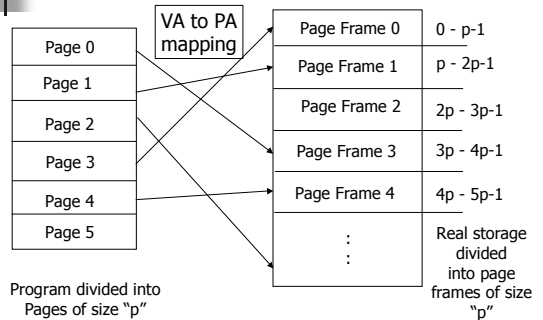 VA to PA
mapping
Page 0
Page 1
Page 2
Page 3
Page 4
Page 5
Program divided into
Pages of size “p”
Page Frame 0
0 - p-1
Page Frame 1
p - 2p-1
Page Frame 2
2p - 3p-1
Page Frame 3
3p - 4p-1
Page Frame 4
4p - 5p-1
:
:
Real storage
divided
into page
frames of size
“p”